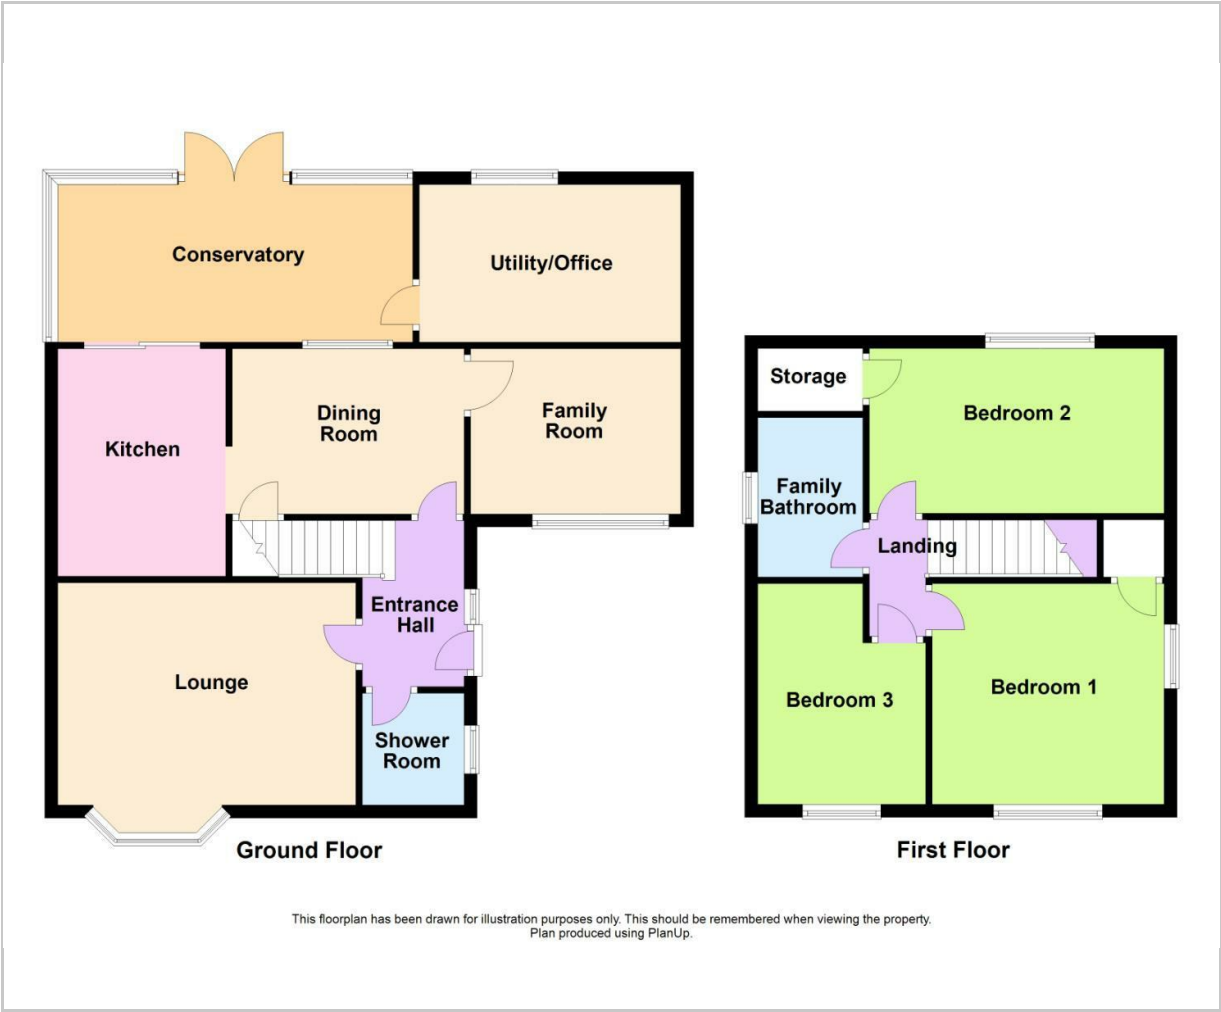 Conservatory
Utility/Office
Kitchen
Dining
Room
Family
Room
Entrance
Hall
Lounge
Shower
Room
Ground Floor
Storage
Bedroom 2
Family
Bathroom
Landing
Bedroom 3
Bedroom 1
First Floor
This floorplan has been drawn for illustration purposes only. This should be remembered when viewing the property.
Plan produced using PlanUp.